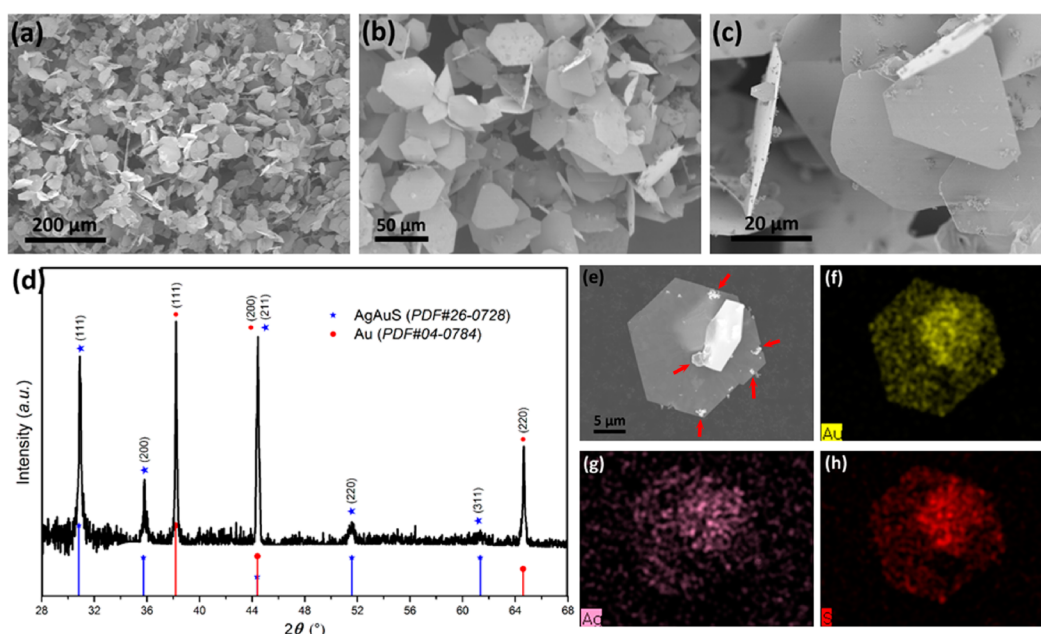 (a)
200 μm
(b)
50 μm
(c)
20 μm
(d)
Intensity (a.u.)
(111)
(200)
(111)
(200)
(211)
(220)
(311)
(220)
AgAuS (PDF#26-0728)
Au (PDF#04-0784)
28 32 36 40 44 48 52 56 60 64 68
2θ (°)
(e)
5 μm
(f)
Au
(g)
Ag
(h)
S